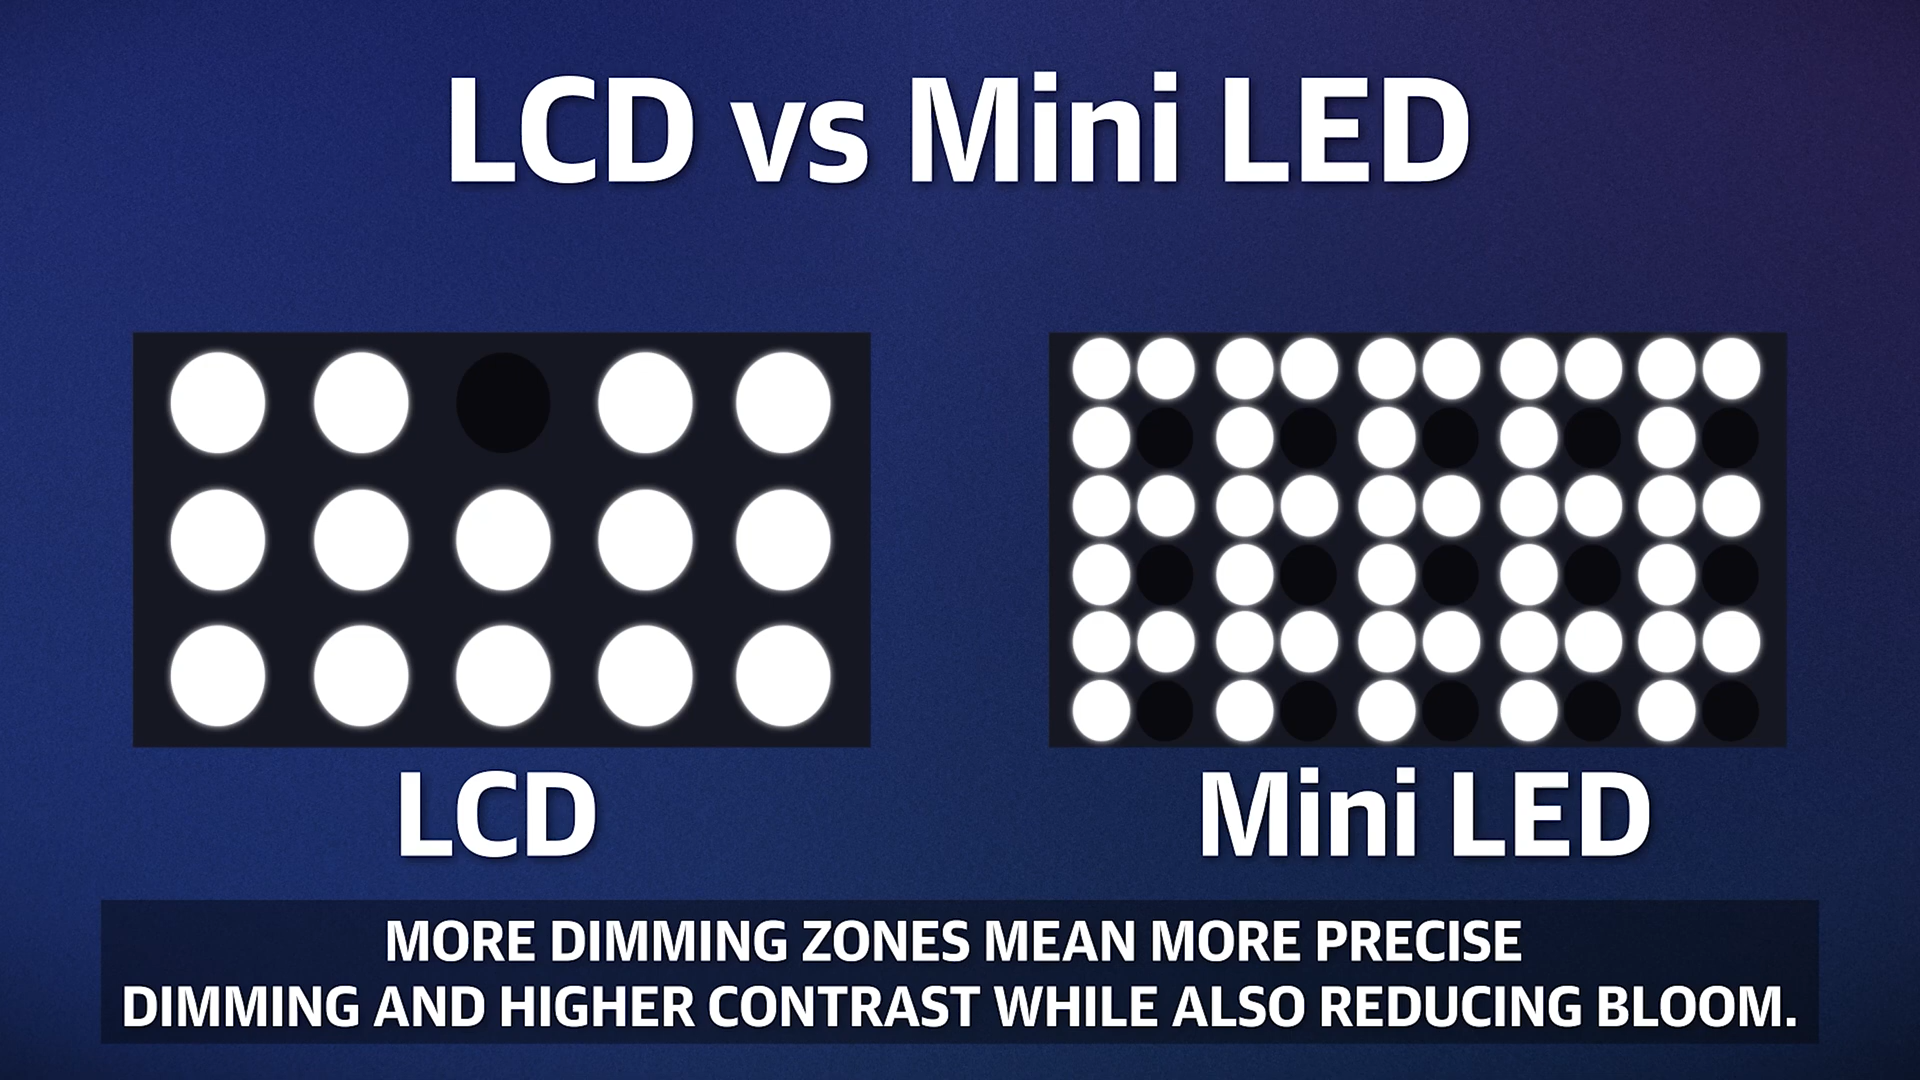 LCD vs Mini LED
LCD
Mini LED
MORE DIMMING ZONES MEAN MORE PRECISE
DIMMING AND HIGHER CONTRAST WHILE ALSO REDUCING BLOOM.